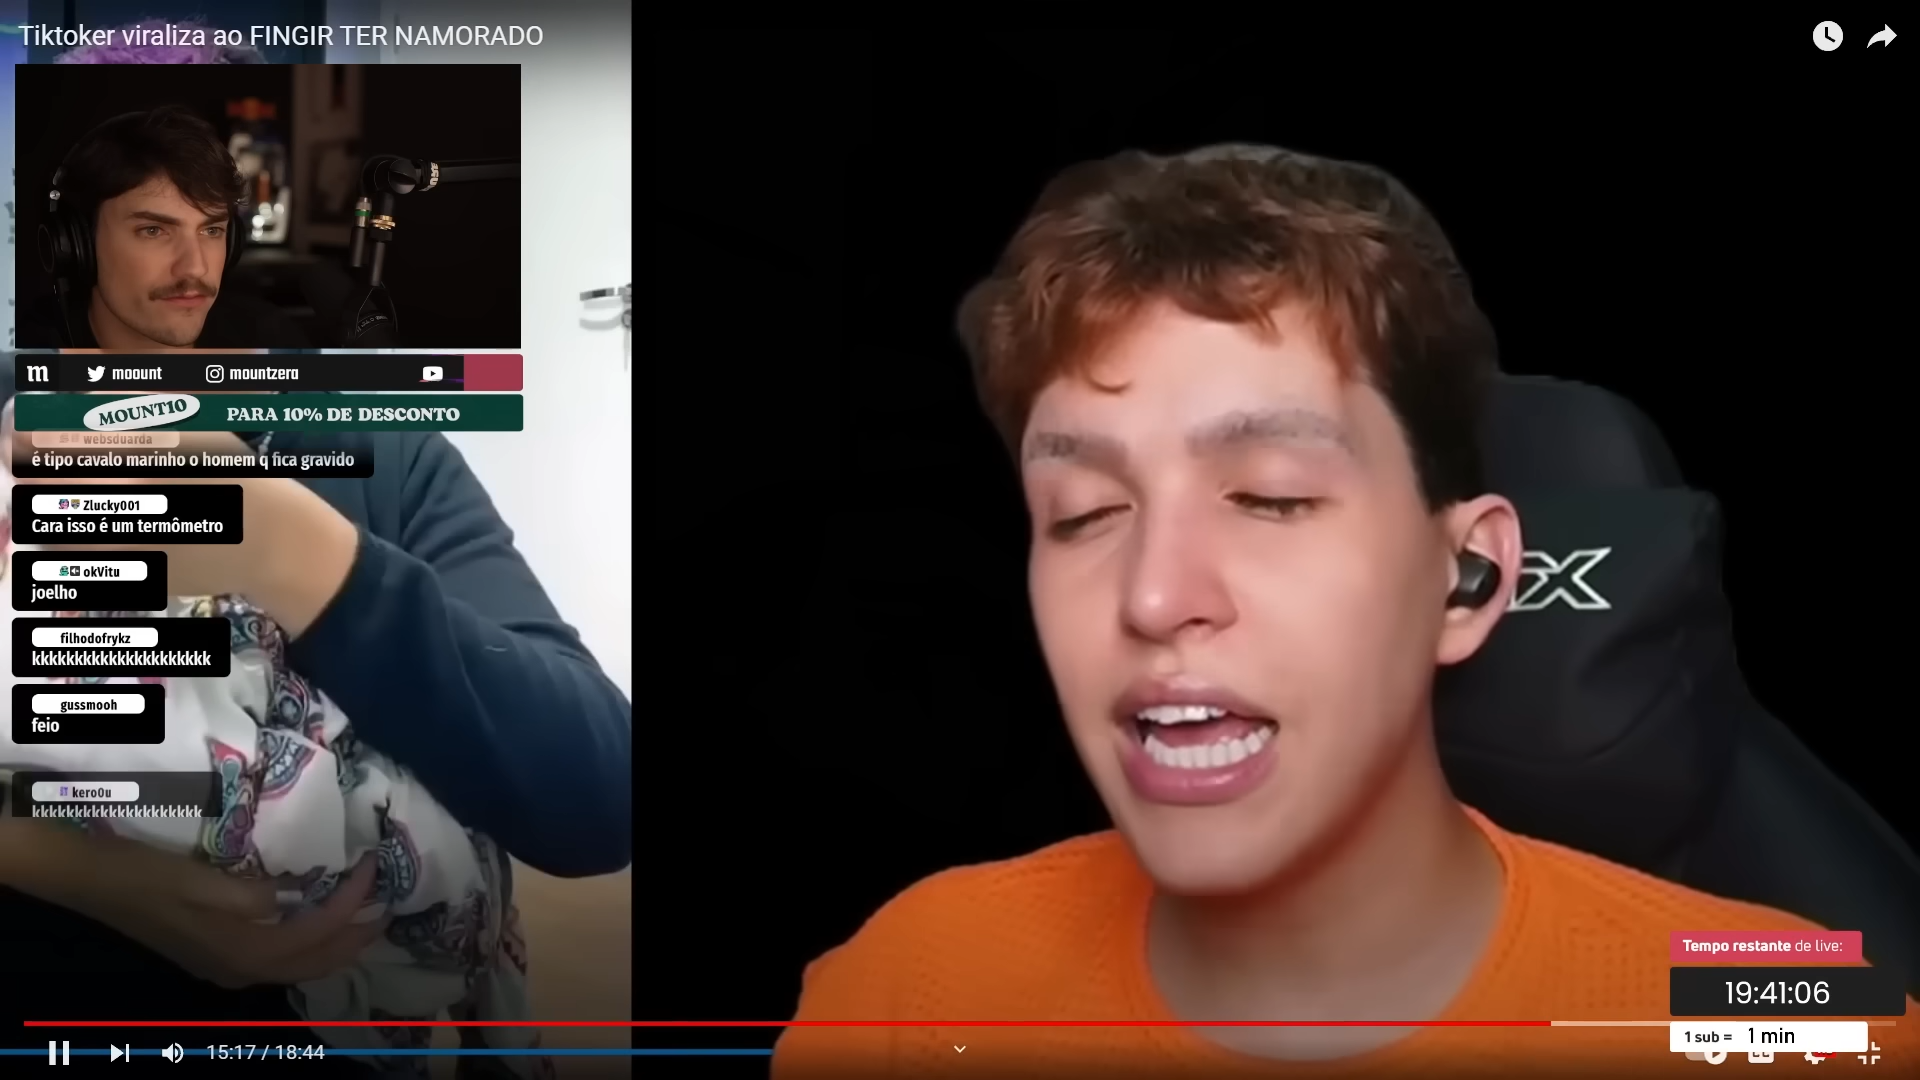 Tiktoker viraliza ao FINGIR TER NAMORADO
m moount mountzera
MOUNT10 PARA 10% DE DESCONTO
websduarda
é tipo cavalo marinho o homem q fica gravido
Zlucky001
Cara isso é um termômetro
okVitu
joelho
filhodofrykz
kkkkkkkkkkkkkkkkkkkkk
gussmooh
feio
kero0u
kkkkkkkkkkkkkkkkkkkk
Tempo restante de live:
19:41:06
1 sub = 1 min
15:17 / 18:44